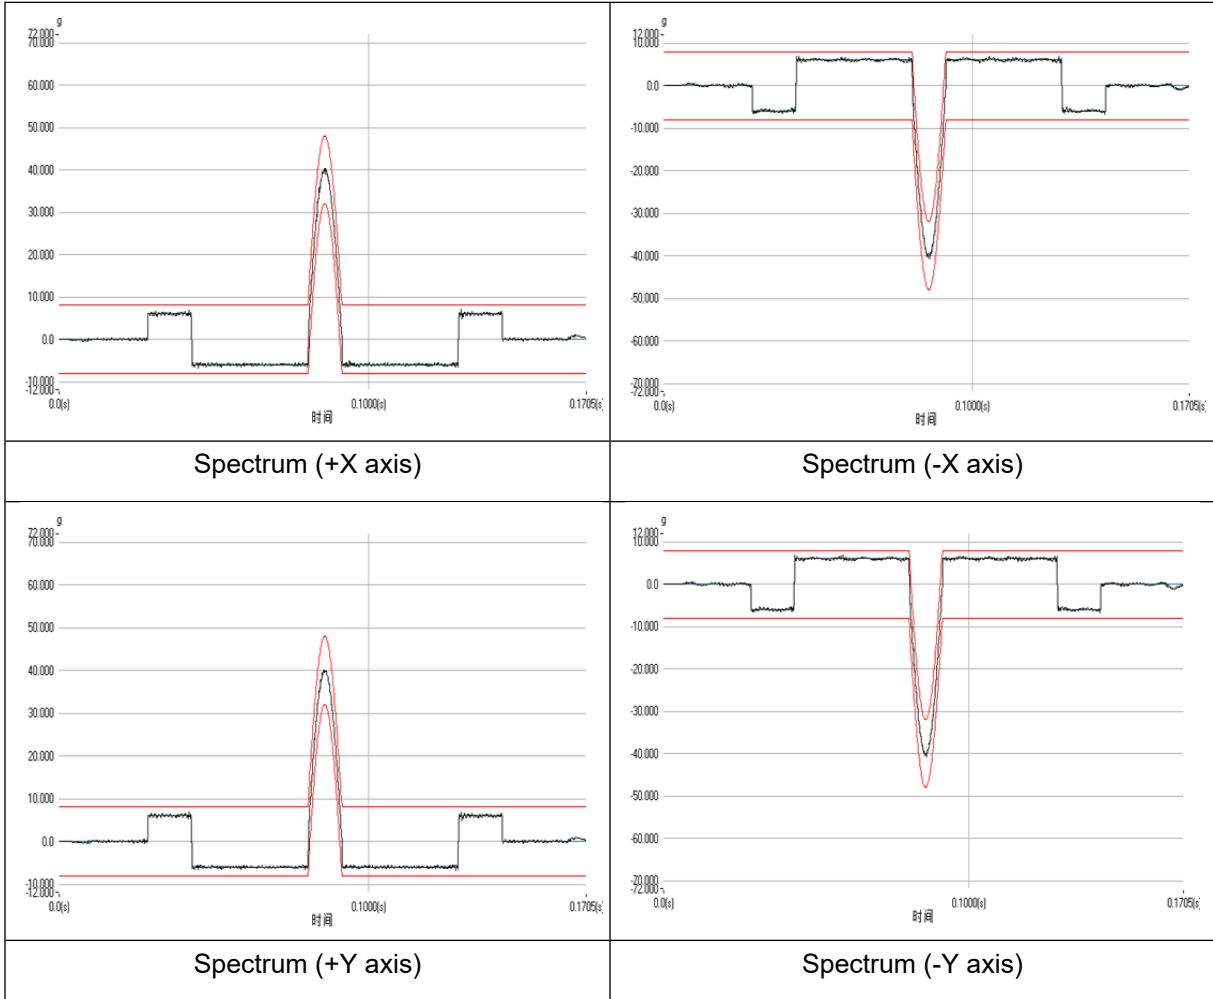 g
72.000
70.000
60.000
50.000
40.000
30.000
20.000
10.000
0.0
-10.000
-12.000
0.0(s) 0.1000(s) 0.1705(s)
时间
g
12.000
10.000
0.0
-10.000
-20.000
-30.000
-40.000
-50.000
-60.000
-70.000
-72.000
0.0(s) 0.1000(s) 0.1705(s)
时间
Spectrum (+X axis)
Spectrum (-X axis)
g
72.000
70.000
60.000
50.000
40.000
30.000
20.000
10.000
0.0
-10.000
-12.000
0.0(s) 0.1000(s) 0.1705(s)
时间
g
12.000
10.000
0.0
-10.000
-20.000
-30.000
-40.000
-50.000
-60.000
-70.000
-72.000
0.0(s) 0.1000(s) 0.1705(s)
时间
Spectrum (+Y axis)
Spectrum (-Y axis)